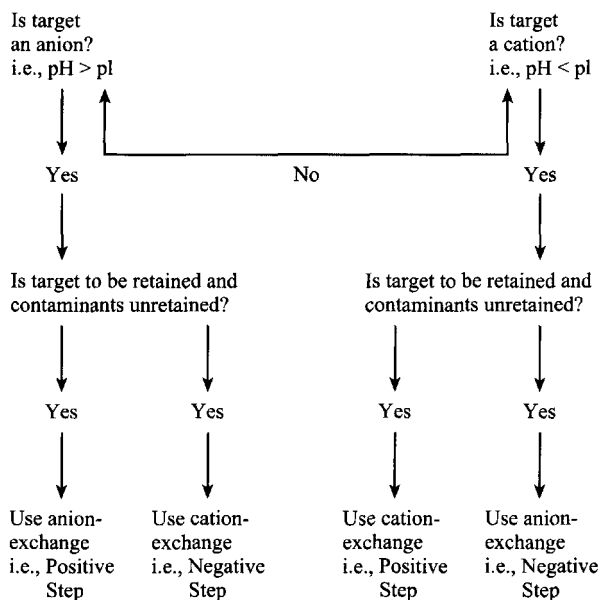 Is target
an anion?
i.e., pH > pI
Is target
a cation?
i.e., pH < pI
Yes
No
Yes
Is target to be retained and
contaminants unretained?
Is target to be retained and
contaminants unretained?
Yes
Yes
Yes
Yes
Use anion-
exchange
i.e., Positive
Step
Use cation-
exchange
i.e., Negative
Step
Use cation-
exchange
i.e., Positive
Step
Use anion-
exchange
i.e., Negative
Step